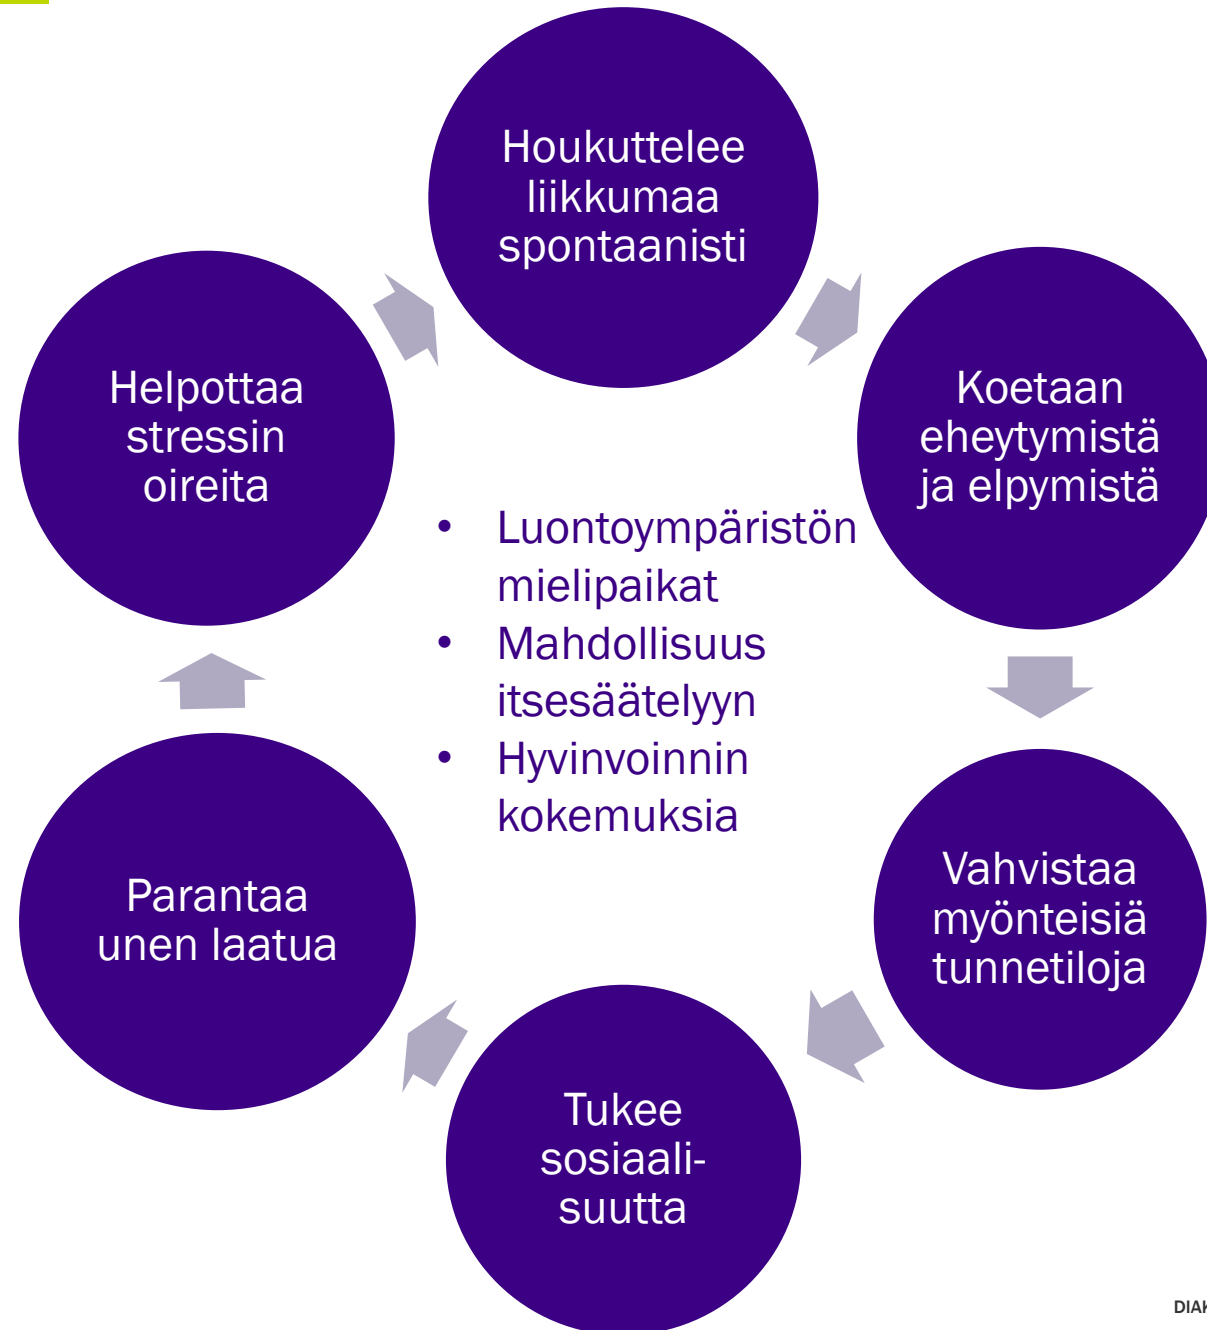 Houkuttelee
liikkumaa
spontaanisti
Koetaan
eheytymistä
ja elpymistä
Vahvistaa
myönteisiä
tunnetiloja
Tukee
sosiaali-
suutta
Parantaa
unen laatua
Helpottaa
stressin
oireita
• Luontoympäristön
mielipaikat
• Mahdollisuus
itsesäätelyyn
• Hyvinvoinnin
kokemuksia
DIAK